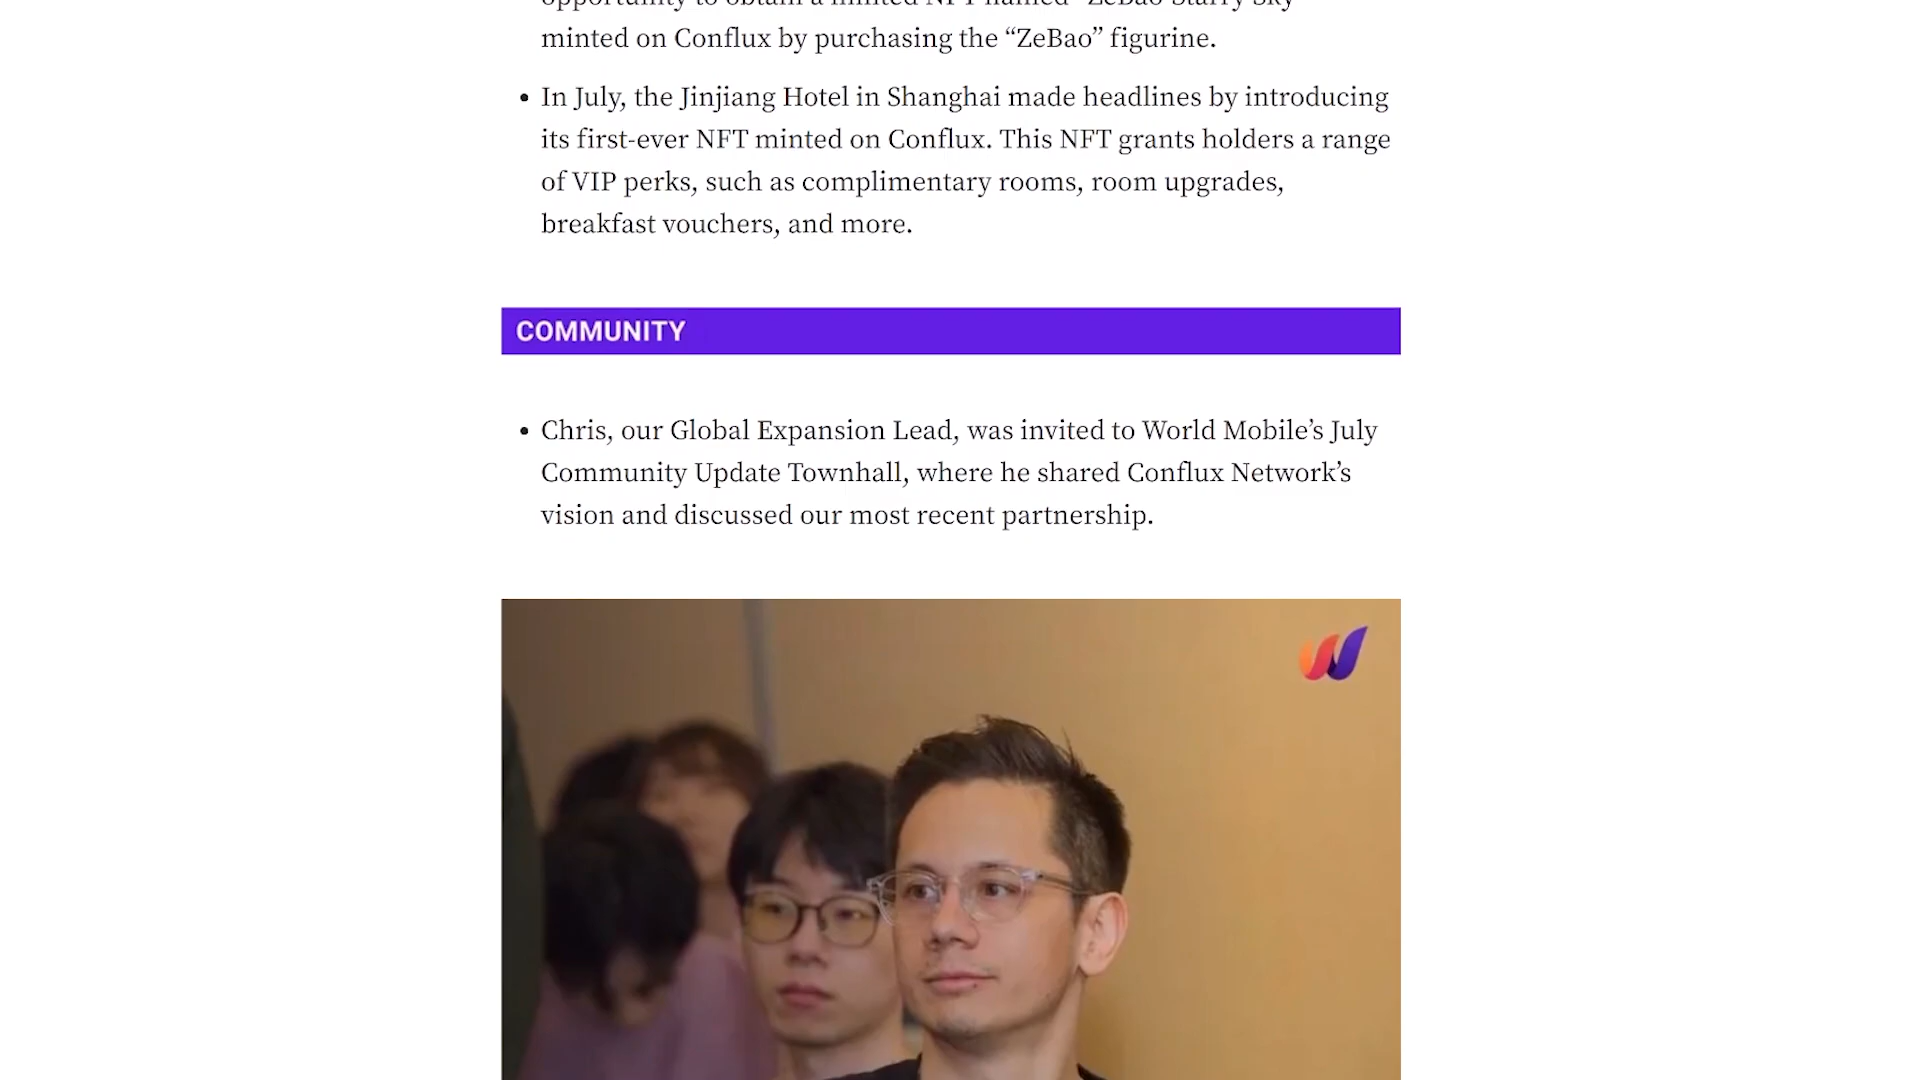 opportunity to obtain a limited NFT named “ZeBao Starry Sky”
minted on Conflux by purchasing the “ZeBao” figurine.
• In July, the Jinjiang Hotel in Shanghai made headlines by introducing
its first-ever NFT minted on Conflux. This NFT grants holders a range
of VIP perks, such as complimentary rooms, room upgrades,
breakfast vouchers, and more.
COMMUNITY
• Chris, our Global Expansion Lead, was invited to World Mobile’s July
Community Update Townhall, where he shared Conflux Network’s
vision and discussed our most recent partnership.